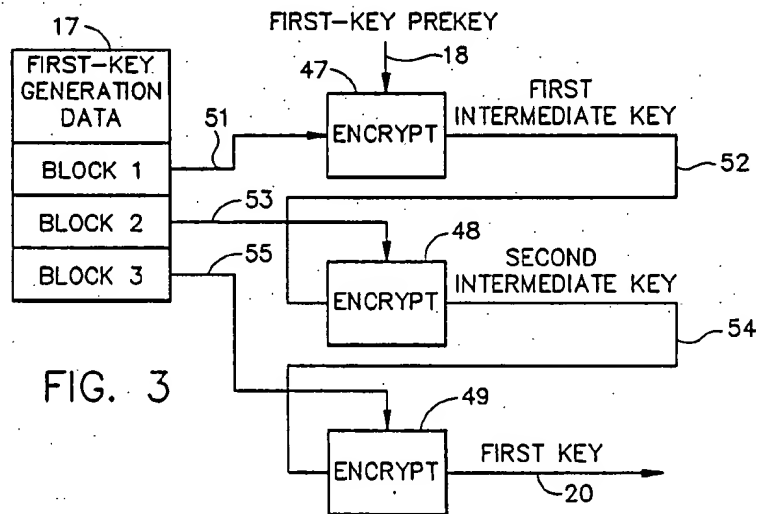 17
FIRST-KEY
GENERATION
DATA
BLOCK 1
BLOCK 2
BLOCK 3
51
53
55
FIRST-KEY PREKEY
18
47
ENCRYPT
FIRST
INTERMEDIATE KEY
52
48
ENCRYPT
SECOND
INTERMEDIATE KEY
54
49
ENCRYPT
FIRST KEY
20
FIG. 3